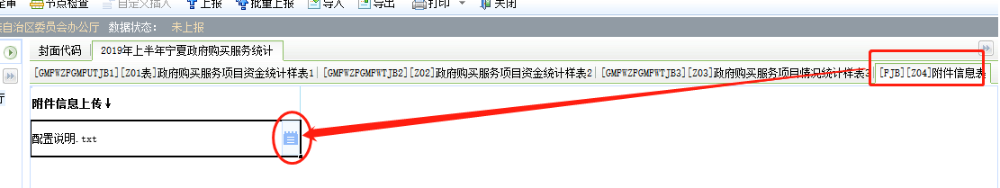 节点检查 自定义插入 上报 批量上报 导入 导出 打印 关闭
自治区委员会办公厅 数据状态: 未上报
封面代码 2019年上半年宁夏政府购买服务统计
[GMFWZFGMFUTJB1][Z01表]政府购买服务项目资金统计样表1 [GMFWZFGMFWTJB2][Z02]政府购买服务项目资金统计样表2 [GMFWZFGMFWTJB3][Z03]政府购买服务项目情况统计样表3 [FJB][Z04]附件信息表
附件信息上传↓
配置说明.txt